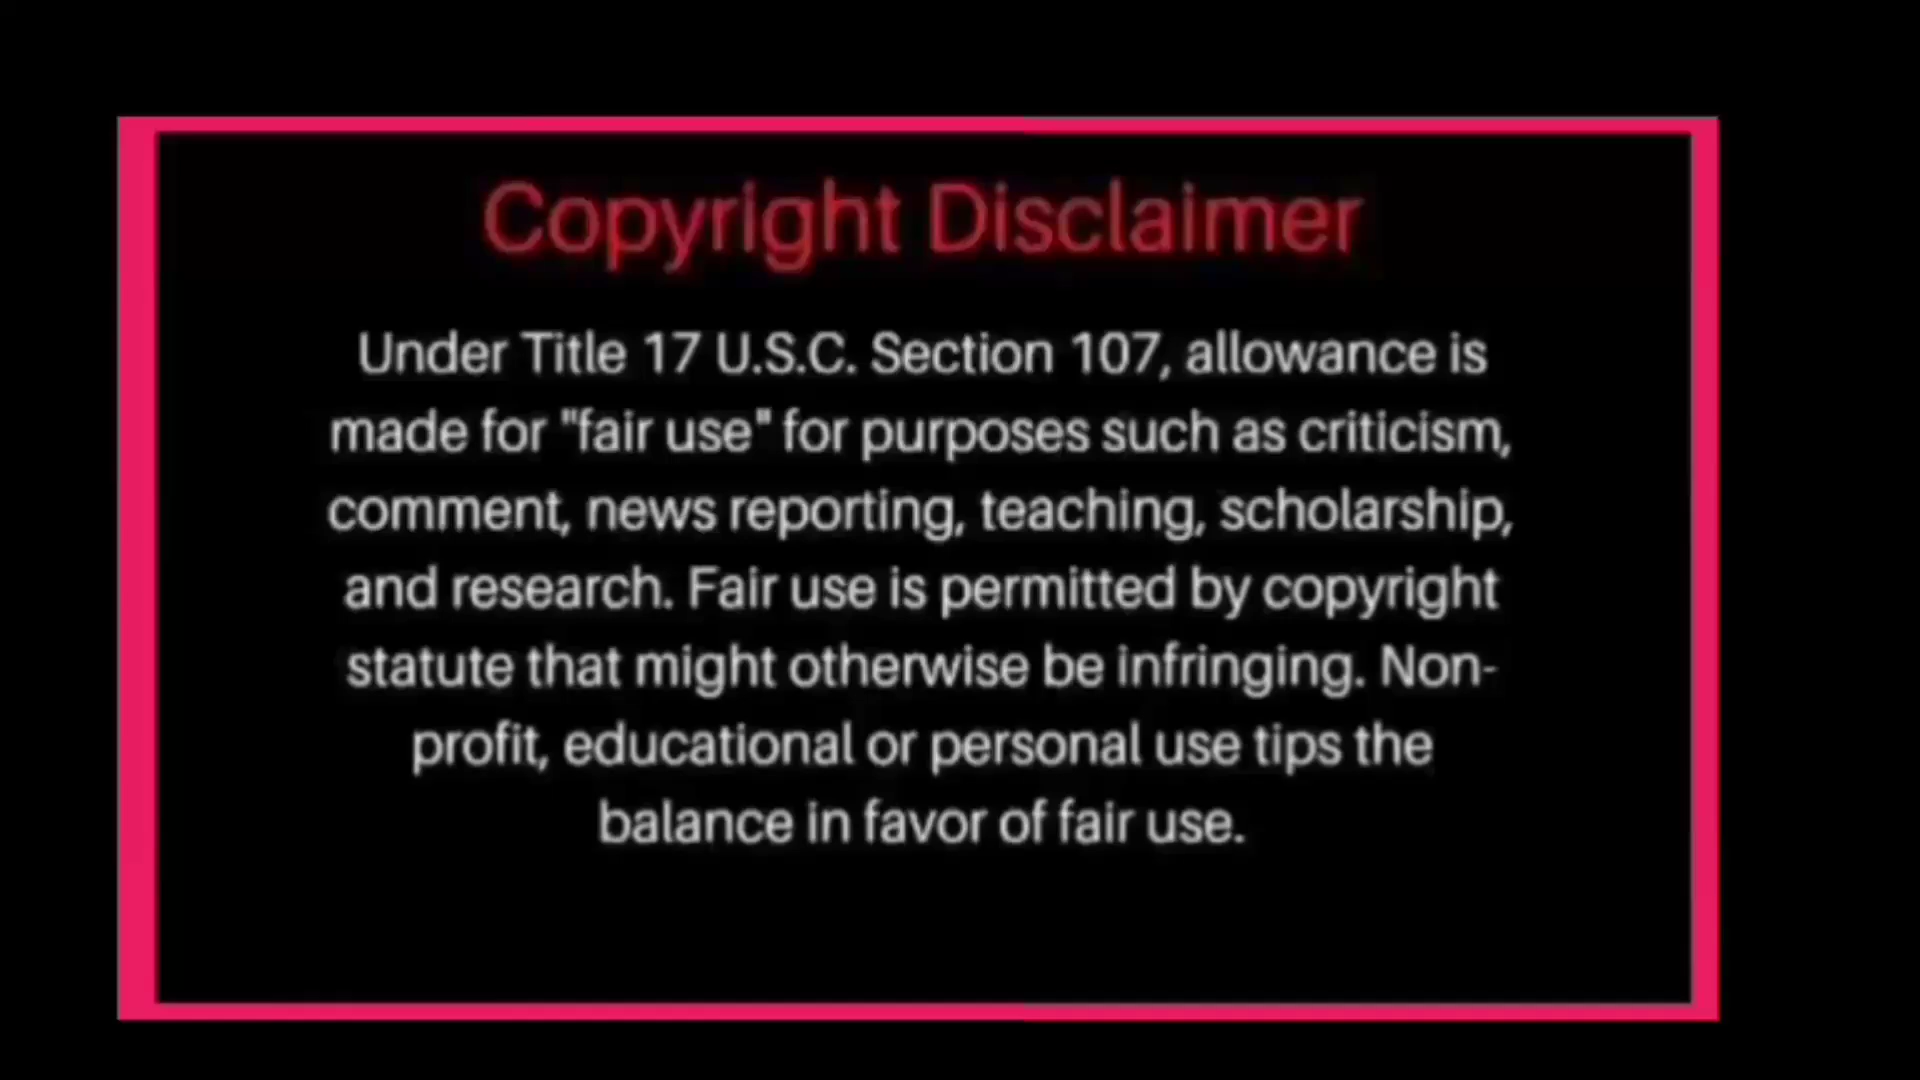 Copyright Disclaimer
Under Title 17 U.S.C. Section 107, allowance is
made for "fair use" for purposes such as criticism,
comment, news reporting, teaching, scholarship,
and research. Fair use is permitted by copyright
statute that might otherwise be infringing. Non-
profit, educational or personal use tips the
balance in favor of fair use.